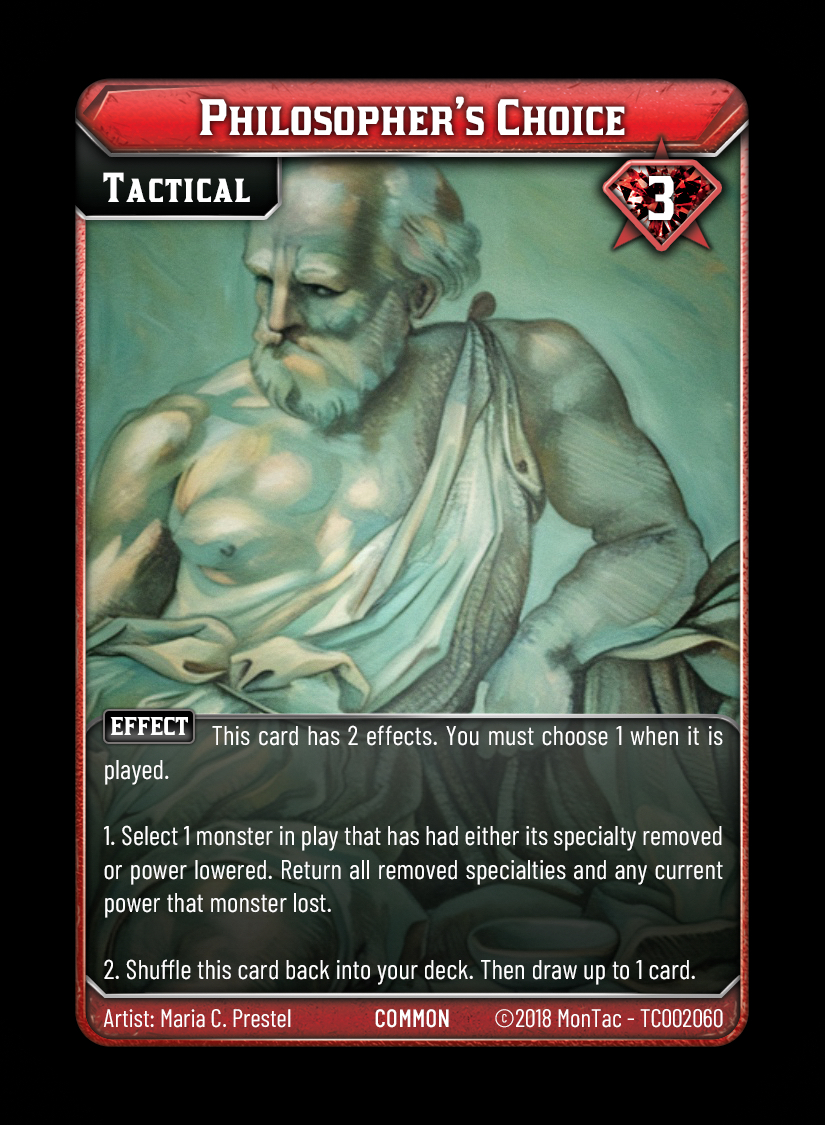 Philosopher's Choice
Tactical
3
EFFECT This card has 2 effects. You must choose 1 when it is
played.
1. Select 1 monster in play that has had either its specialty removed
or power lowered. Return all removed specialties and any current
power that monster lost.
2. Shuffle this card back into your deck. Then draw up to 1 card.
Artist: Maria C. Prestel COMMON ©2018 MonTac - TC002060